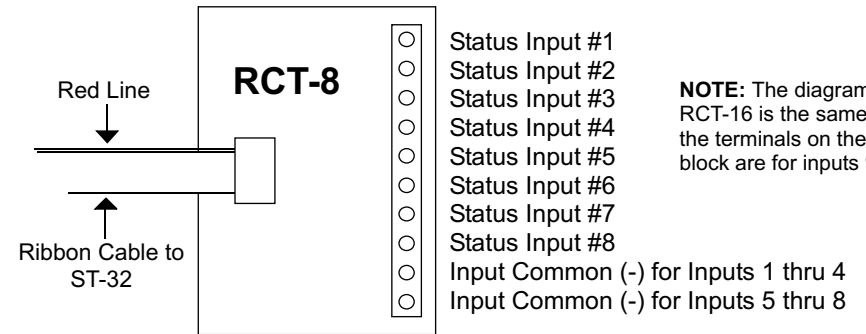 Red Line
Ribbon Cable to
ST-32
RCT-8
Status Input #1
Status Input #2
Status Input #3
Status Input #4
Status Input #5
Status Input #6
Status Input #7
Status Input #8
Input Common (-) for Inputs 1 thru 4
Input Common (-) for Inputs 5 thru 8
NOTE: The diagram
RCT-16 is the same
the terminals on the
block are for inputs